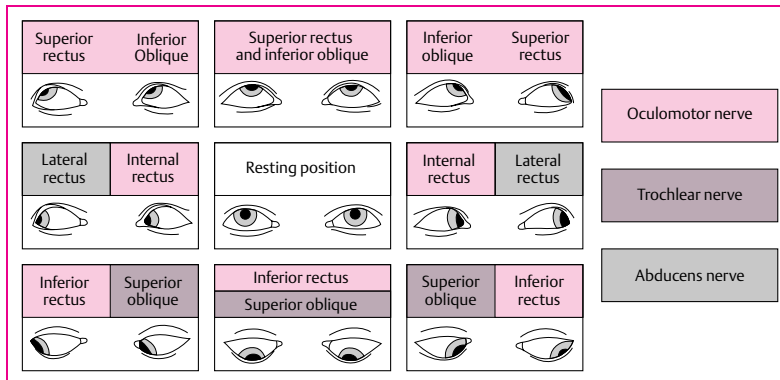 Superior rectus
Inferior Oblique
Superior rectus
and inferior oblique
Inferior oblique
Superior rectus
Oculomotor nerve
Lateral rectus
Internal rectus
Resting position
Internal rectus
Lateral rectus
Trochlear nerve
Inferior rectus
Superior oblique
Inferior rectus
Superior oblique
Superior oblique
Inferior rectus
Abducens nerve